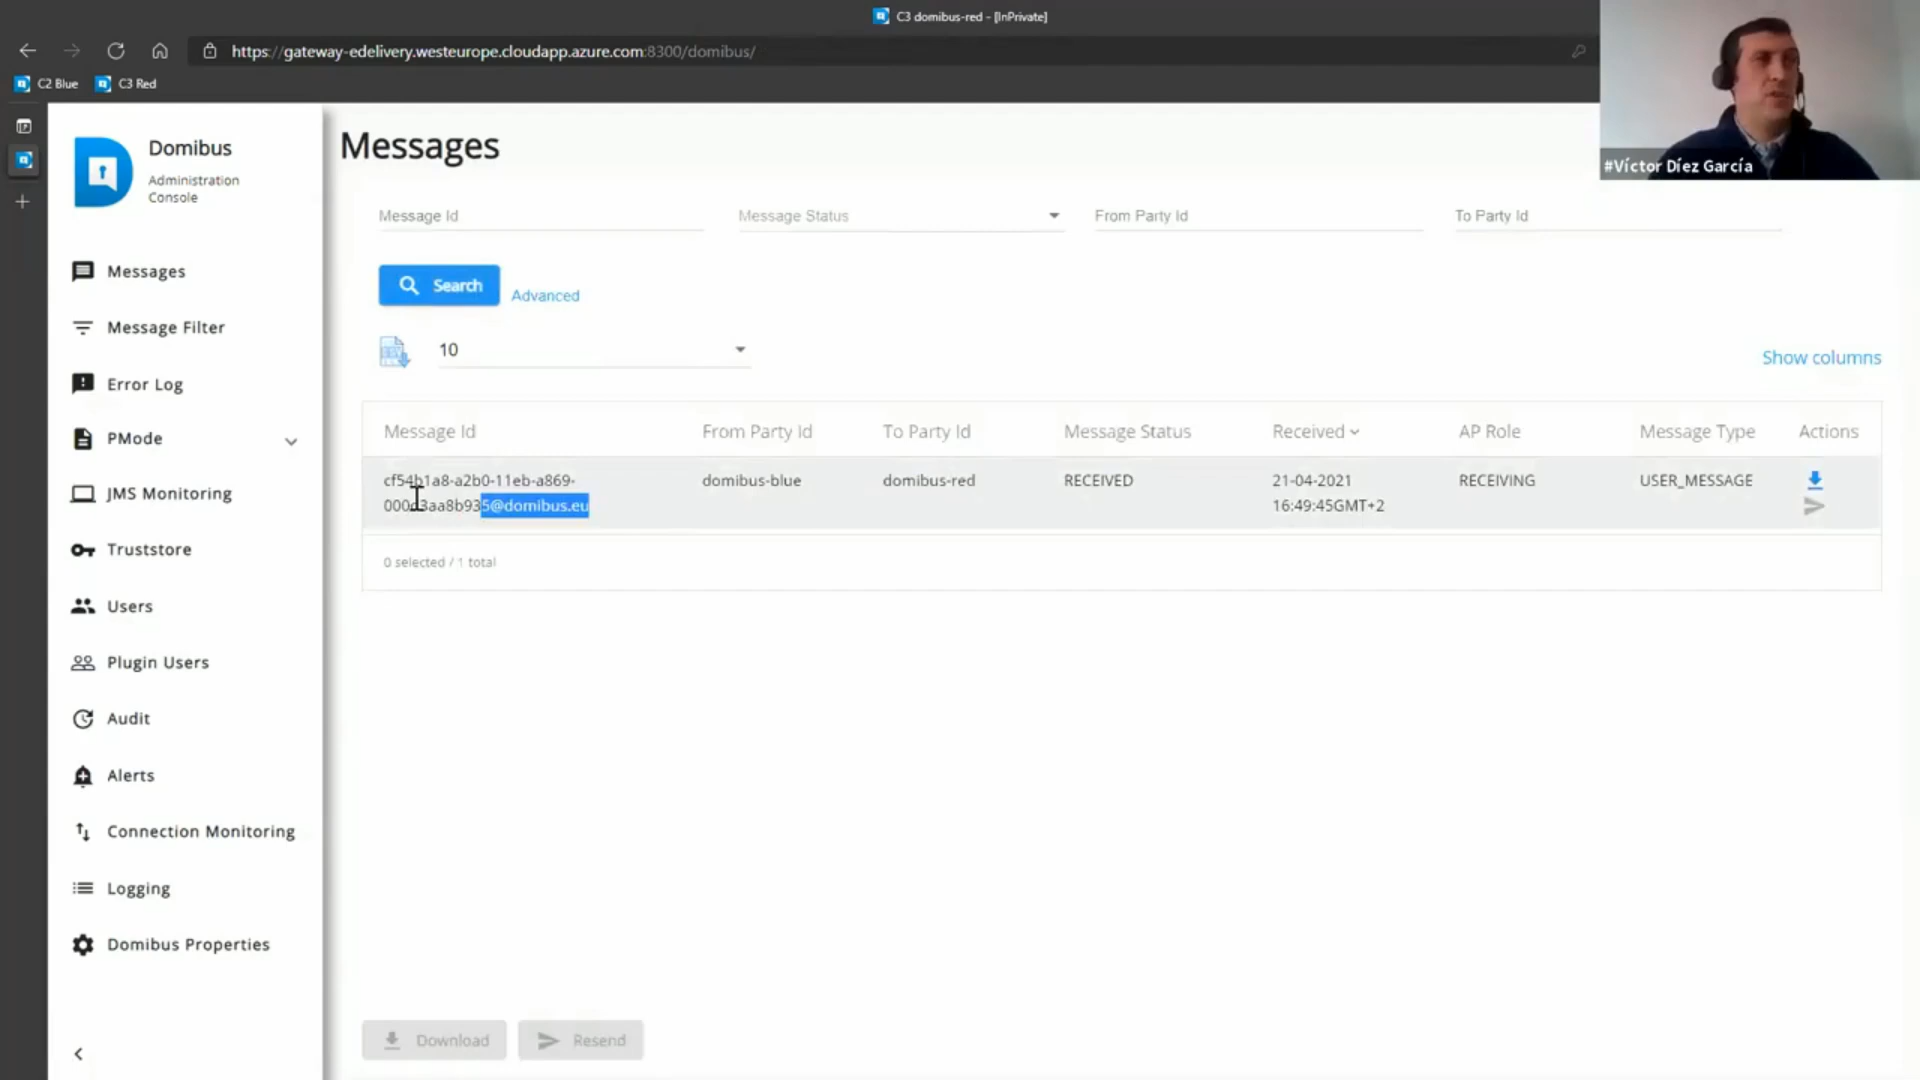 C3 domibus-red - [InPrivate]
https://gateway-edelivery.westeurope.cloudapp.azure.com:8300/domibus/
C2 Blue
C3 Red
#Víctor Díez García
Domibus
Administration
Console
Messages
Message Filter
Error Log
PMode
JMS Monitoring
Truststore
Users
Plugin Users
Audit
Alerts
Connection Monitoring
Logging
Domibus Properties
Messages
Message Id
Message Status
From Party Id
To Party Id
Search
Advanced
10
Show columns
Message Id From Party Id To Party Id Message Status Received AP Role Message Type Actions
cf54b1a8-a2b0-11eb-a869- domibus-blue domibus-red RECEIVED 21-04-2021 RECEIVING USER_MESSAGE
000d3aa8b935@domibus.eu 16:49:45GMT+2
0 selected / 1 total
Download
Resend